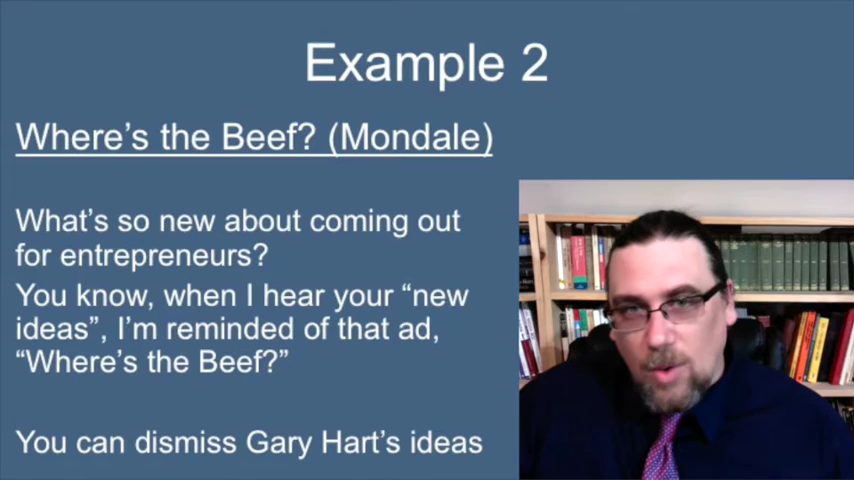 Example 2
Where's the Beef? (Mondale)
What's so new about coming out
for entrepreneurs?
You know, when I hear your “new
ideas”, I'm reminded of that ad,
“Where's the Beef?”
You can dismiss Gary Hart's ideas